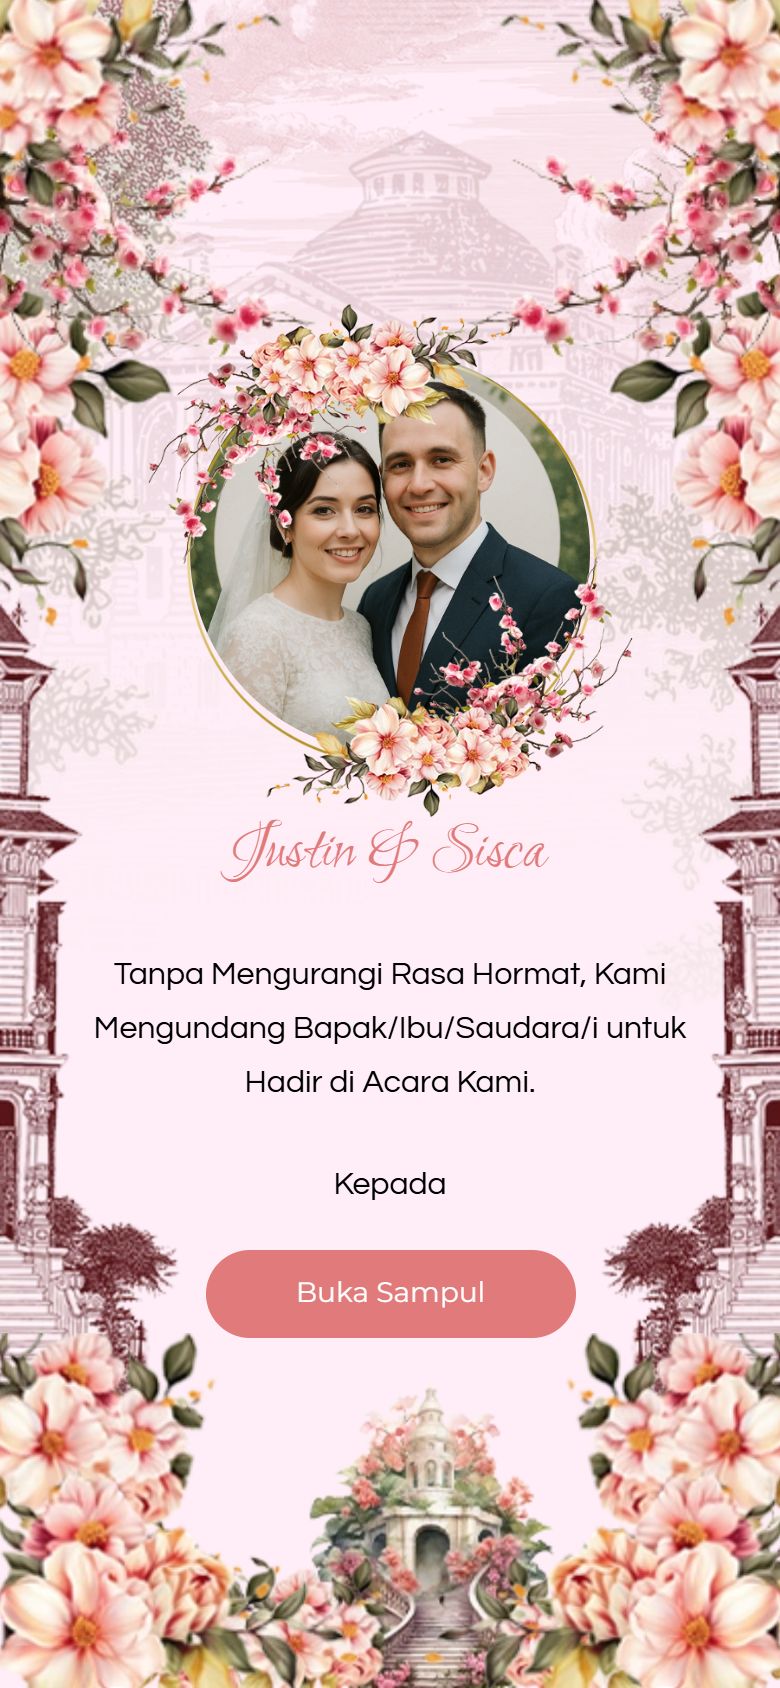 Justin & Sisca
Tanpa Mengurangi Rasa Hormat, Kami
Mengundang Bapak/Ibu/Saudara/i untuk
Hadir di Acara Kami.
Kepada
Buka Sampul